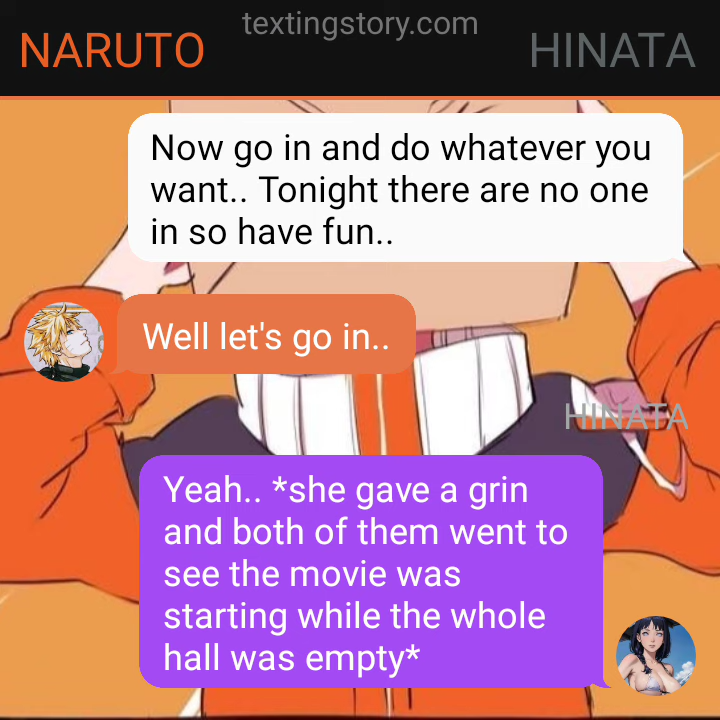 textingstory.com
NARUTO
HINATA
Now go in and do whatever you
want.. Tonight there are no one
in so have fun..
Well let's go in..
HINATA
Yeah.. *she gave a grin
and both of them went to
see the movie was
starting while the whole
hall was empty*